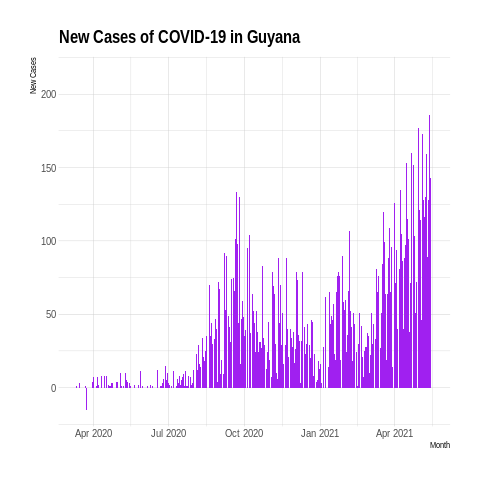 New Cases of COVID-19 in Guyana
New Cases
200
150
100
50
0
Apr 2020
Jul 2020
Oct 2020
Jan 2021
Apr 2021
Month